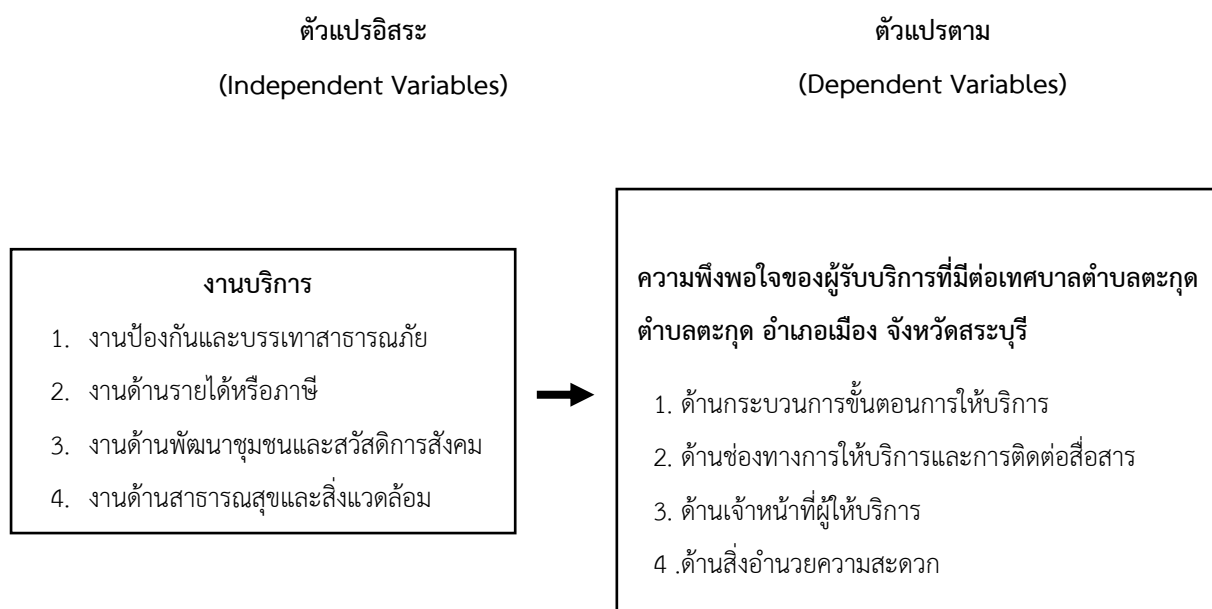 ตัวแปรอิสระ
(Independent Variables)
ตัวแปรตาม
(Dependent Variables)
งานบริการ
1. งานป้องกันและบรรเทาสาธารณภัย
2. งานด้านรายได้หรือภาษี
3. งานด้านพัฒนาชุมชนและสวัสดิการสังคม
4. งานด้านสาธารณสุขและสิ่งแวดล้อม
ความพึงพอใจของผู้รับบริการที่มีต่อเทศบาลตำบลตะกุด
ตำบลตะกุด อำเภอเมือง จังหวัดสระบุรี
1. ด้านกระบวนการขั้นตอนการให้บริการ
2. ด้านช่องทางการให้บริการและการติดต่อสื่อสาร
3. ด้านเจ้าหน้าที่ผู้ให้บริการ
4 .ด้านสิ่งอำนวยความสะดวก